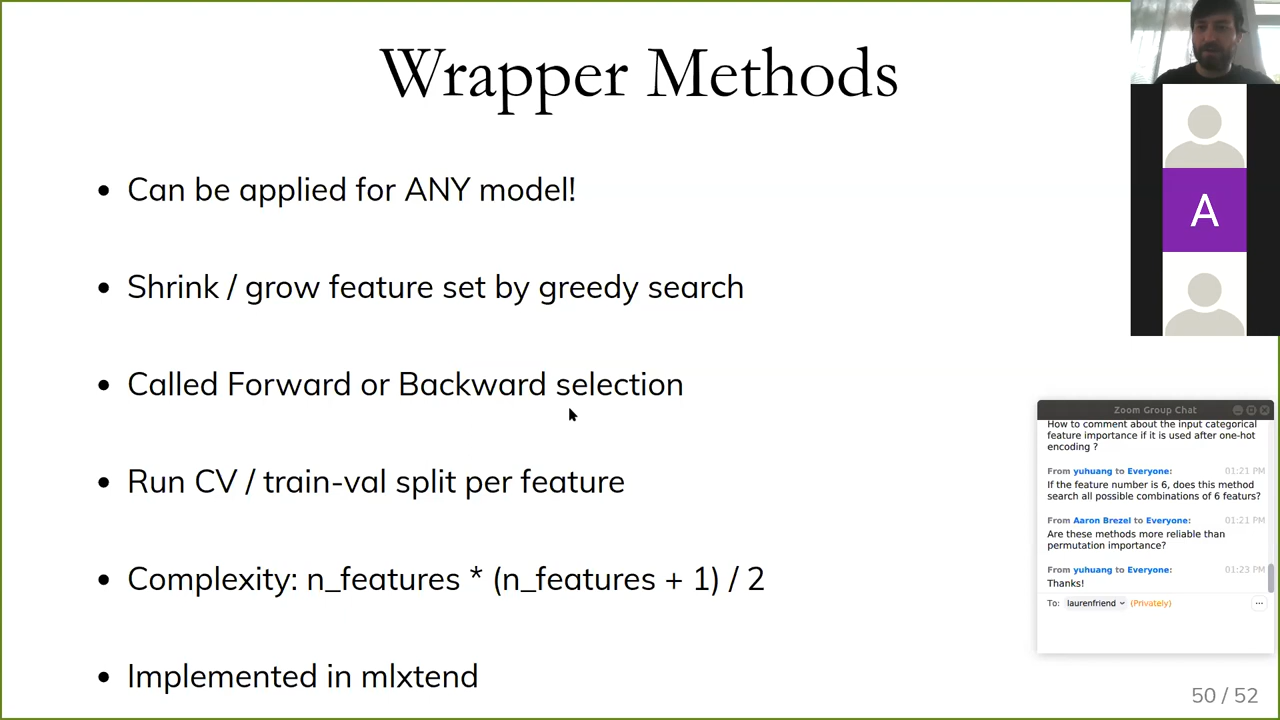 Wrapper Methods
Can be applied for ANY model!
Shrink / grow feature set by greedy search
Called Forward or Backward selection
Run CV / train-val split per feature
Complexity: n_features * (n_features + 1) / 2
Implemented in mlxtend
A
Zoom Group Chat
How to comment about the input categorical
feature importance if it is used after one-hot
encoding ?
From yuhuang to Everyone: 01:21 PM
If the feature number is 6, does this method
search all possible combinations of 6 featurs?
From Aaron Brezel to Everyone: 01:21 PM
Are these methods more reliable than
permutation importance?
From yuhuang to Everyone: 01:23 PM
Thanks!
To: laurenfriend (Privately) ...
50 / 52